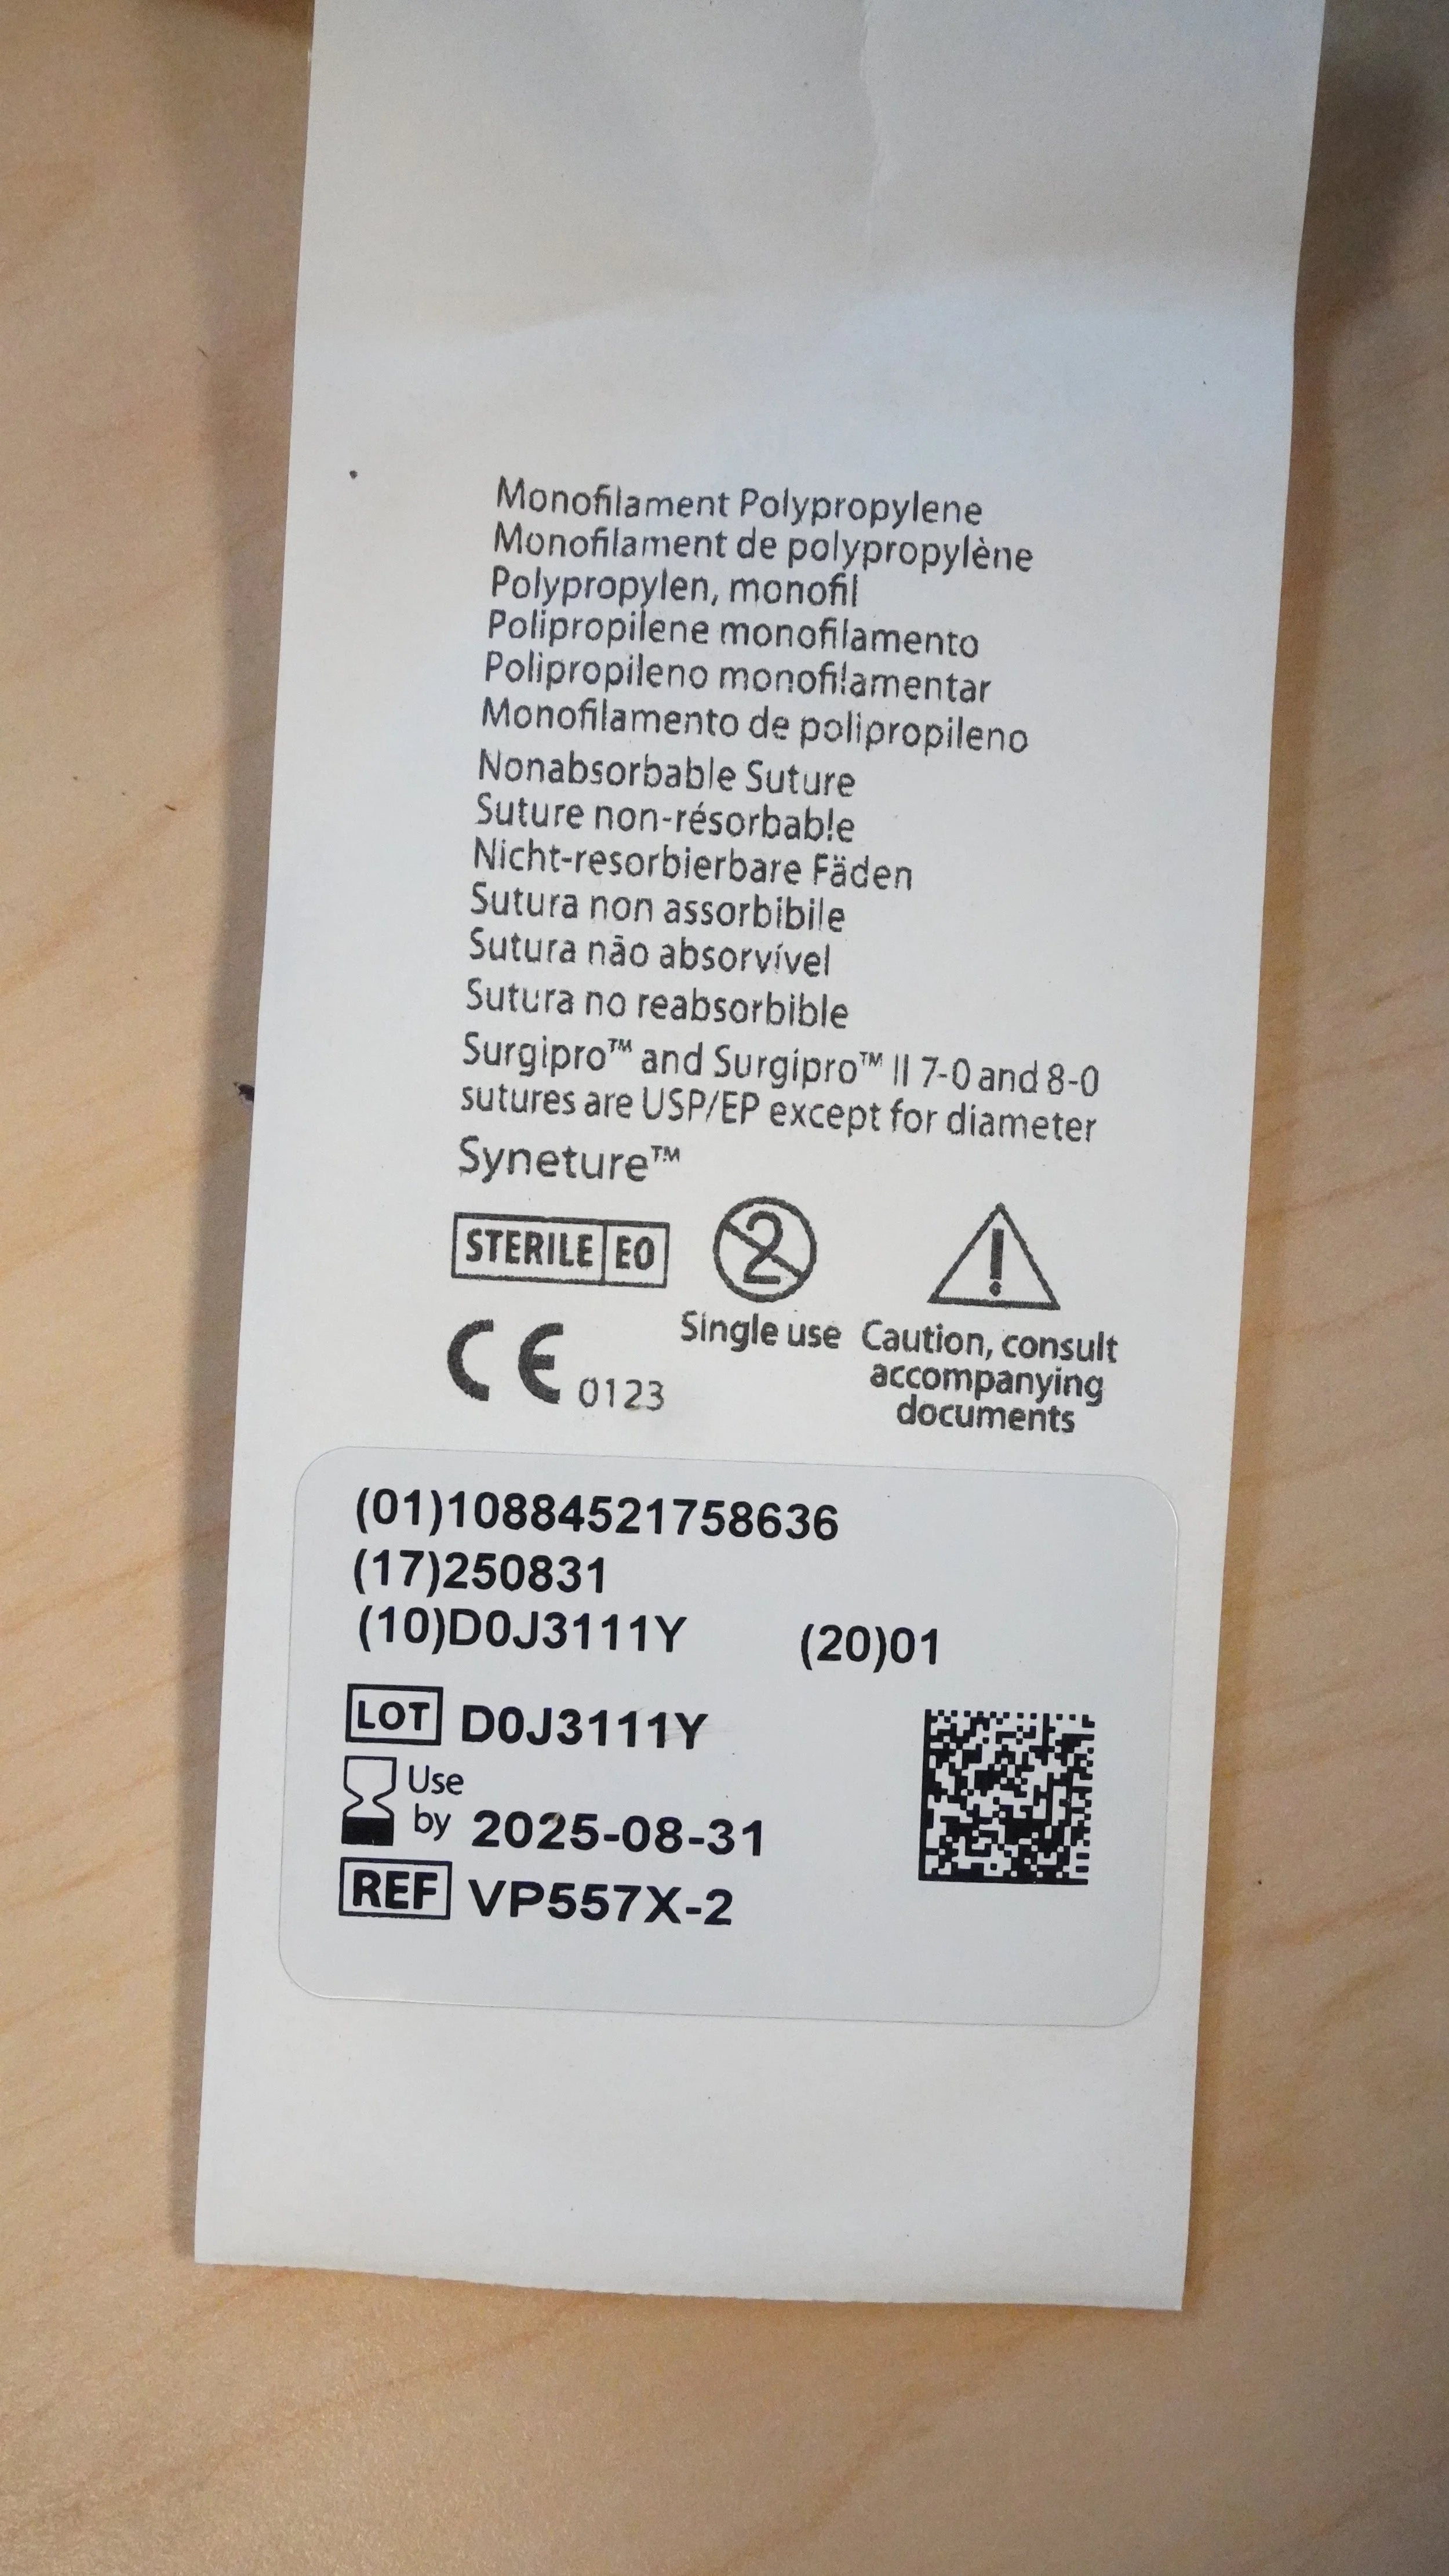 Monofilament Polypropylene
Monofilament de polypropylène
Polypropylen, monofil
Polipropilene monofilamento
Polipropileno monofilamentar
Monofilamento de polipropileno
Nonabsorbable Suture
Suture non-résorbable
Nicht-resorbierbare Fäden
Sutura non assorbibile
Sutura não absorvível
Sutura no reabsorbible
Surgipro™ and Surgipro™ II 7-0 and 8-0
sutures are USP/EP except for diameter
Syneture™
STERILE EO 2
Single use Caution, consult
accompanying
documents
CE 0123
(01)10884521758636
(17)250831
(10)D0J3111Y (20)01
LOT D0J3111Y
Use
by 2025-08-31
REF VP557X-2